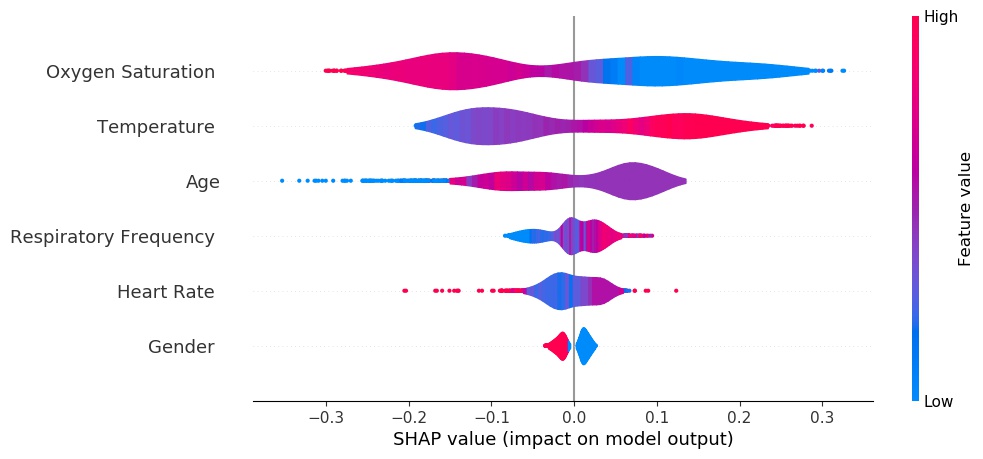 High
Oxygen Saturation
Temperature
Age
Respiratory Frequency
Heart Rate
Gender
Feature value
Low
−0.3 −0.2 −0.1 0.0 0.1 0.2 0.3
SHAP value (impact on model output)